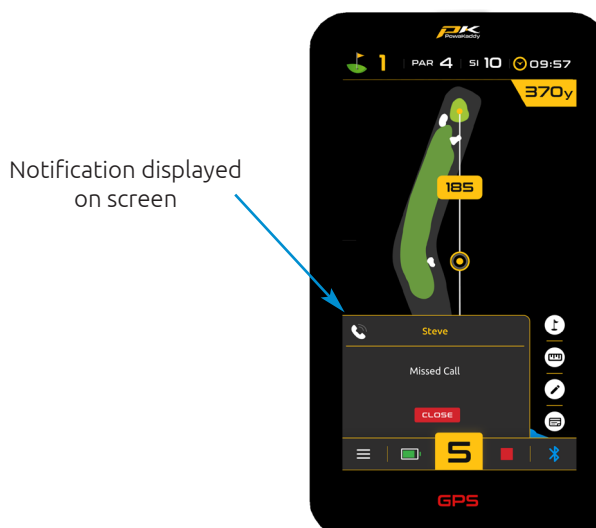 PK
PowaKaddy
1 PAR 4 SI 10 09:57
370y
Notification displayed
on screen
185
Steve
Missed Call
CLOSE
5
GPS